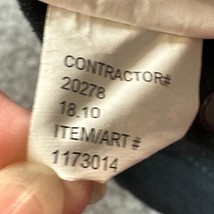 CONTRACTOR#
20278
18.10
ITEM/ART #
1173014